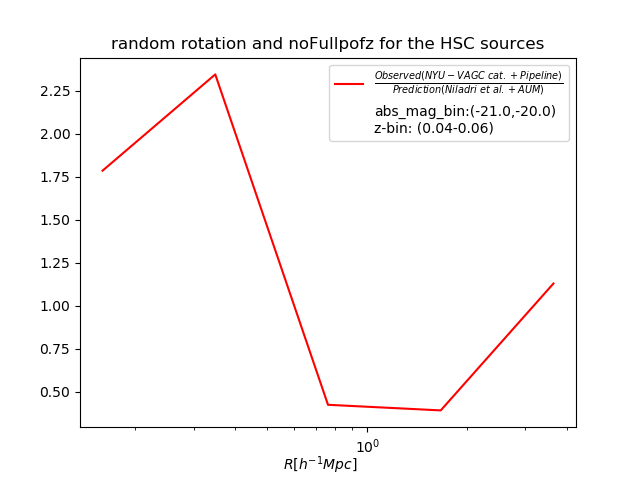 random rotation and noFullpofz for the HSC sources
Observed(NYU − VAGC cat. + Pipeline)
Prediction(Niladri et al. + AUM)
abs_mag_bin:(-21.0,-20.0)
z-bin: (0.04-0.06)
2.25
2.00
1.75
1.50
1.25
1.00
0.75
0.50
10⁰
R[h⁻¹Mpc]